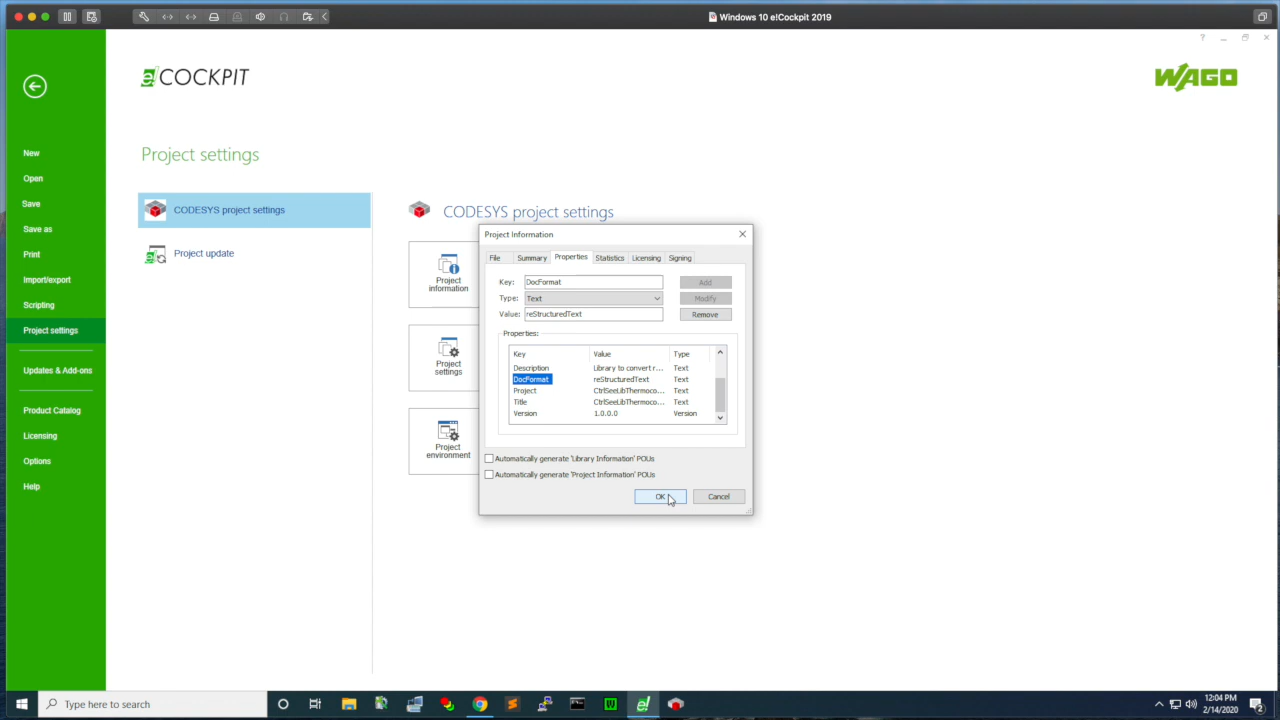 Windows 10 e!Cockpit 2019
e!COCKPIT
WAGO
New
Open
Save
Save as
Print
Import/export
Scripting
Project settings
Updates & Add-ons
Product Catalog
Licensing
Options
Help
Project settings
CODESYS project settings
Project update
CODESYS project settings
Project
information
Project
settings
Project
environment
Project Information
File Summary Properties Statistics Licensing Signing
Key: DocFormat Add
Type: Text Modify
Value: reStructuredText Remove
Properties:
Key Value Type
Description Library to convert r... Text
DocFormat reStructuredText Text
Project CtrlSeeLibThermoco... Text
Title CtrlSeeLibThermoco... Text
Version 1.0.0.0 Version
Automatically generate 'Library Information' POUs
Automatically generate 'Project Information' POUs
OK Cancel
Type here to search
12:04 PM
2/14/2020
2